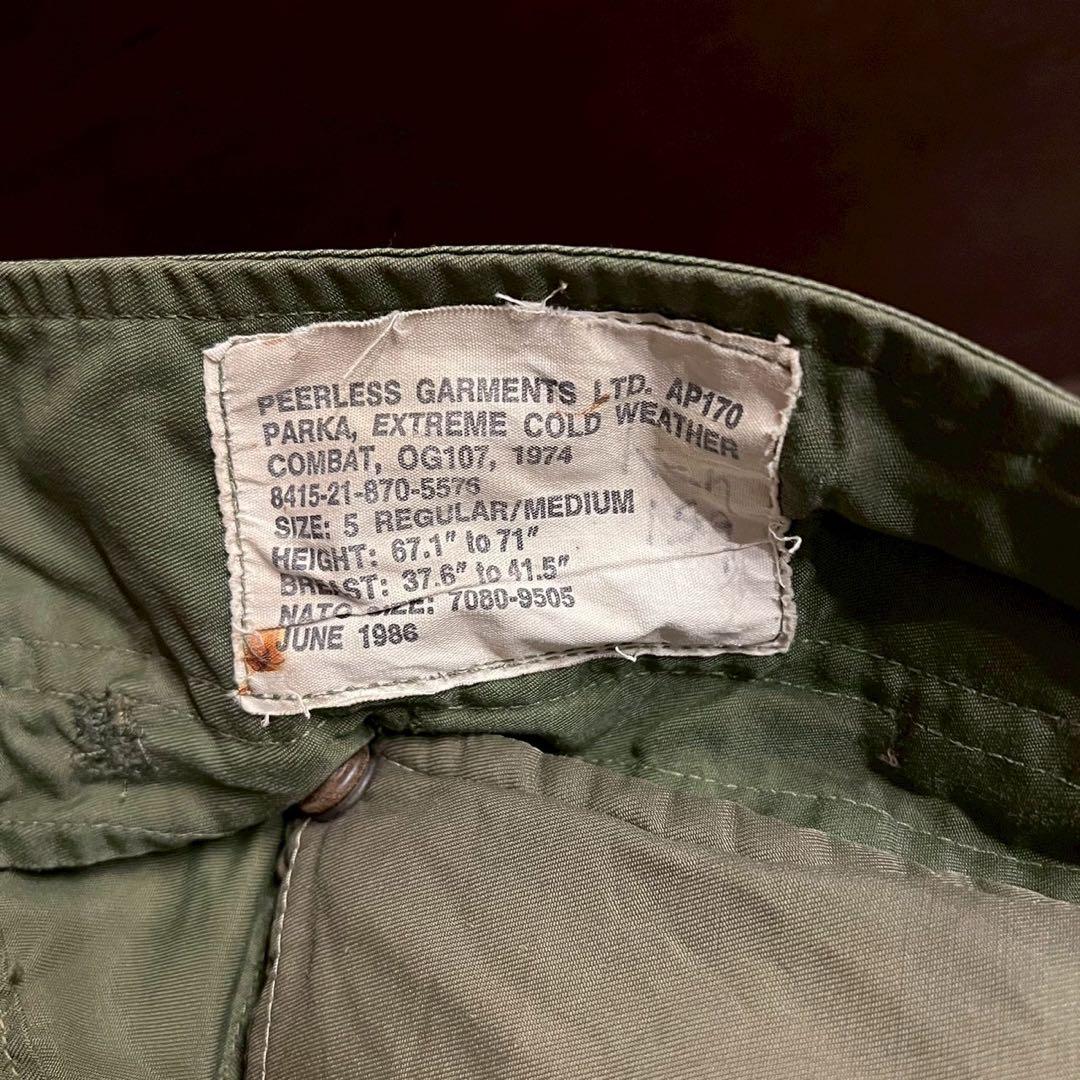 PEERLESS GARMENTS LTD. AP170
PARKA, EXTREME COLD WEATHER
COMBAT, OG107, 1974
8415-21-870-5576
SIZE: 5 REGULAR/MEDIUM
HEIGHT: 67.1" to 71"
BREAST: 37.6" to 41.5"
NATO SIZE: 7080-9505
JUNE 1986